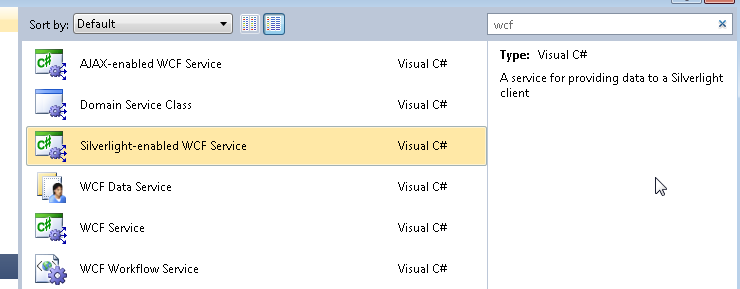 Sort by: Default
wcf
AJAX-enabled WCF Service Visual C#
Domain Service Class Visual C#
Silverlight-enabled WCF Service Visual C#
WCF Data Service Visual C#
WCF Service Visual C#
WCF Workflow Service Visual C#
Type: Visual C#
A service for providing data to a Silverlight
client